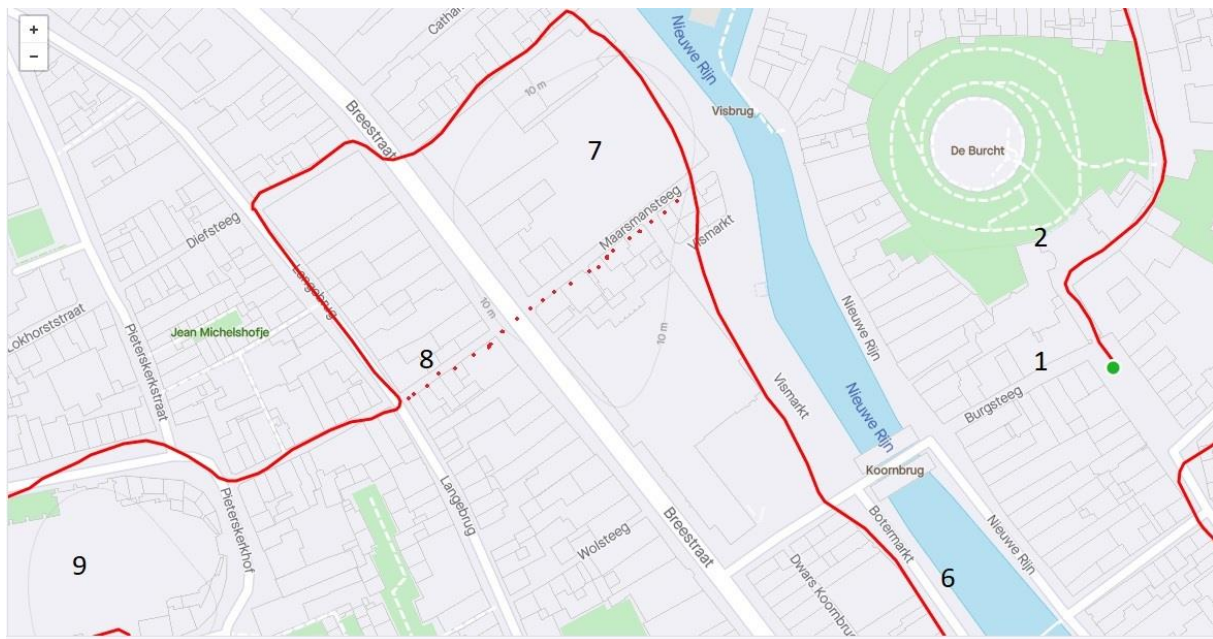 +
−
Nieuwe Rijn
10 m
Breestraat
Visbrug
De Burcht
7
Maarsmansteeg
Diefsteeg
Vismarkt
2
Langebrug
10 m
Nieuwe Rijn
Lokhorststraat
Jean Michelshofje
10 m
Pieterskerkstraat
8
1
Vismarkt
Burgsteeg
Nieuwe Rijn
Koornbrug
Langebrug
Pieterskerkhof
Breestraat
Botermarkt
Wolsteeg
Nieuwe Rijn
9
6
Dwars Koornbrug